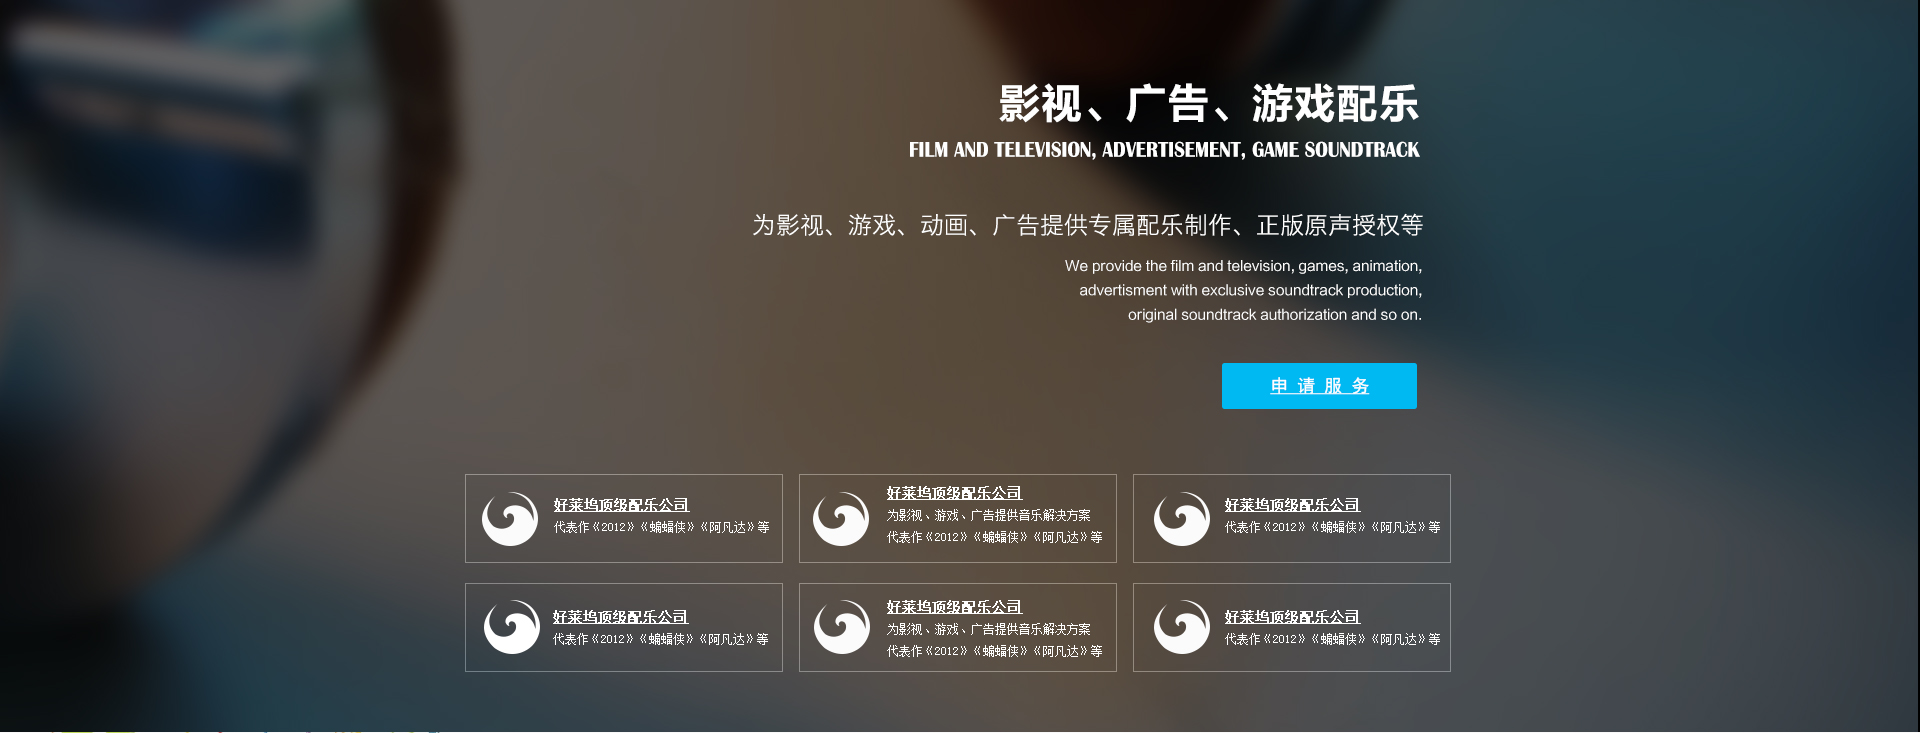 影视、广告、游戏配乐
FILM AND TELEVISION, ADVERTISEMENT, GAME SOUNDTRACK
为影视、游戏、动画、广告提供专属配乐制作、正版原声授权等
We provide the film and television, games, animation,
advertisment with exclusive soundtrack production,
original soundtrack authorization and so on.
申请服务
好莱坞顶级配乐公司
代表作《2012》《蝙蝠侠》《阿凡达》等
好莱坞顶级配乐公司
为影视、游戏、广告提供音乐解决方案
代表作《2012》《蝙蝠侠》《阿凡达》等
好莱坞顶级配乐公司
代表作《2012》《蝙蝠侠》《阿凡达》等
好莱坞顶级配乐公司
代表作《2012》《蝙蝠侠》《阿凡达》等
好莱坞顶级配乐公司
为影视、游戏、广告提供音乐解决方案
代表作《2012》《蝙蝠侠》《阿凡达》等
好莱坞顶级配乐公司
代表作《2012》《蝙蝠侠》《阿凡达》等